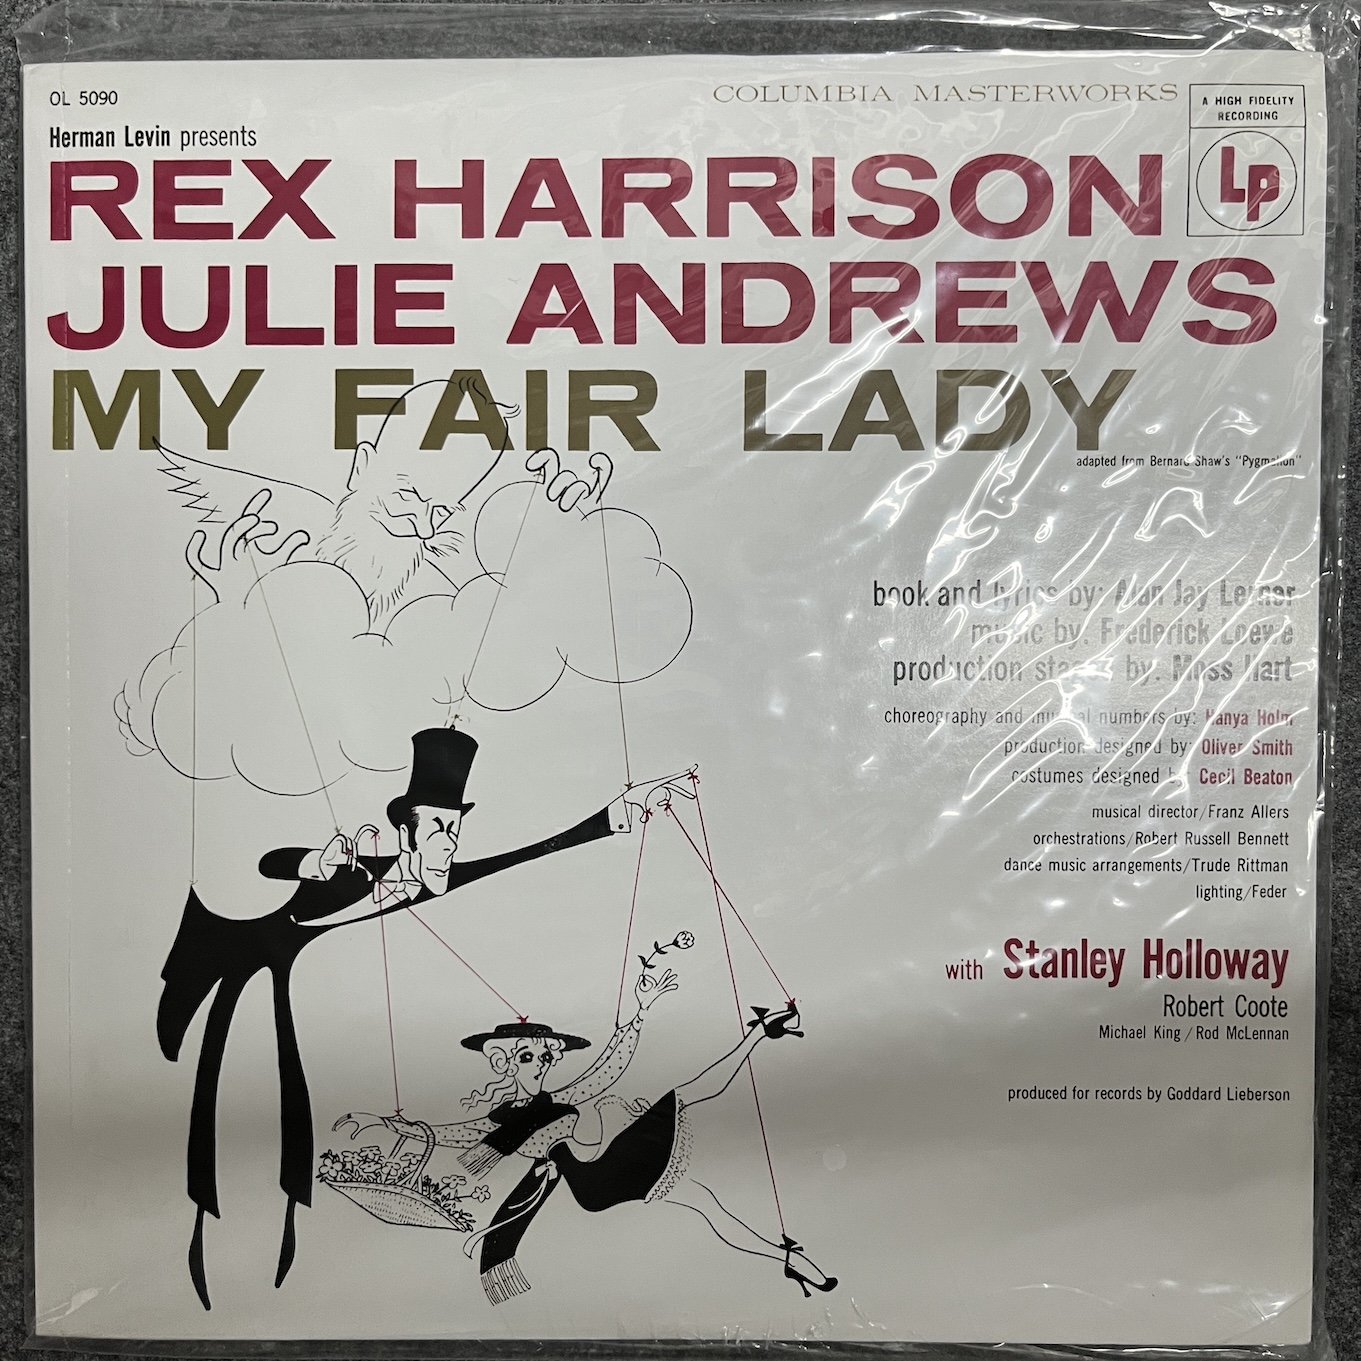 OL 5090
COLUMBIA MASTERWORKS
A HIGH FIDELITY
RECORDING
Lp
Herman Levin presents
REX HARRISON
JULIE ANDREWS
MY FAIR LADY
adapted from Bernard Shaw's "Pygmalion"
book and lyrics by: Alan Jay Lerner
music by: Frederick Loewe
production staged by: Moss Hart
choreography and musical numbers by: Hanya Holm
production designed by: Oliver Smith
costumes designed by: Cecil Beaton
musical director/Franz Allers
orchestrations/Robert Russell Bennett
dance music arrangements/Trude Rittman
lighting/Feder
with Stanley Holloway
Robert Coote
Michael King/Rod McLennan
produced for records by Goddard Lieberson